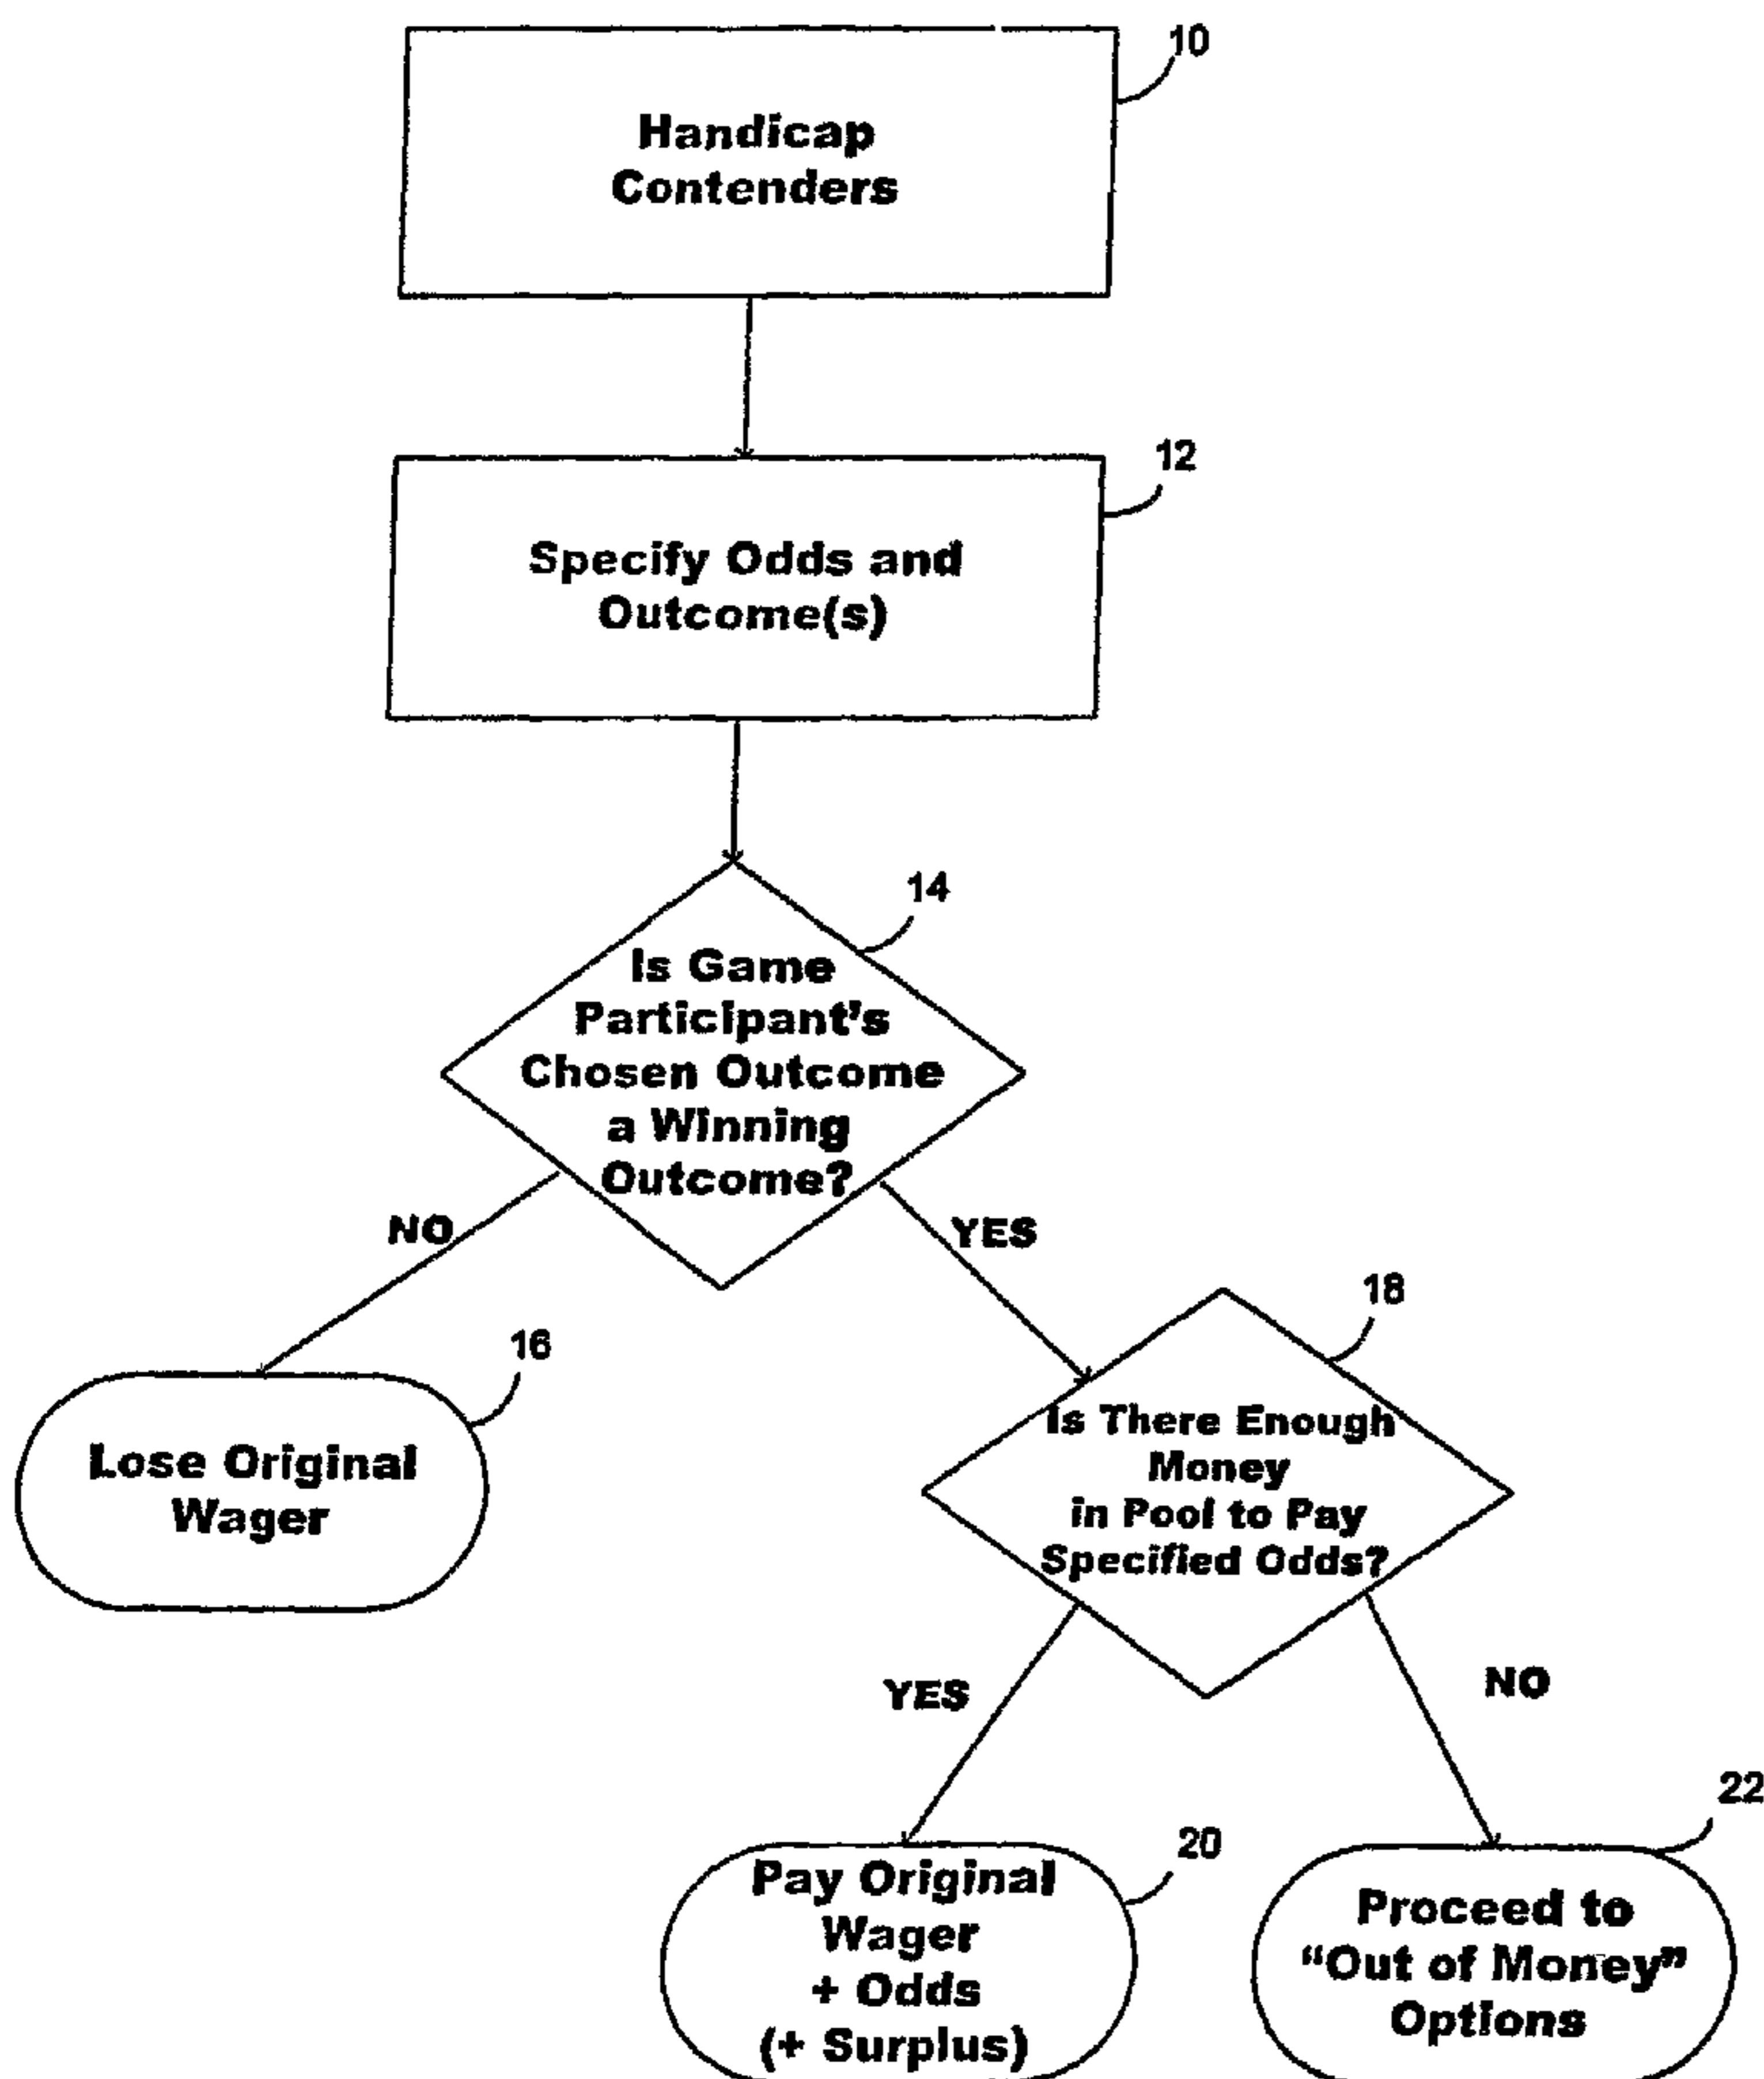 10
Handicap
Contenders
12
Specify Odds and
Outcome(s)
14
Is Game
Participant's
Chosen Outcome
a Winning
Outcome?
NO
YES
16
Lose Original
Wager
18
Is There Enough
Money
in Pool to Pay
Specified Odds?
YES
NO
20
Pay Original
Wager
+ Odds
(+ Surplus)
22
Proceed to
“Out of Money”
Options